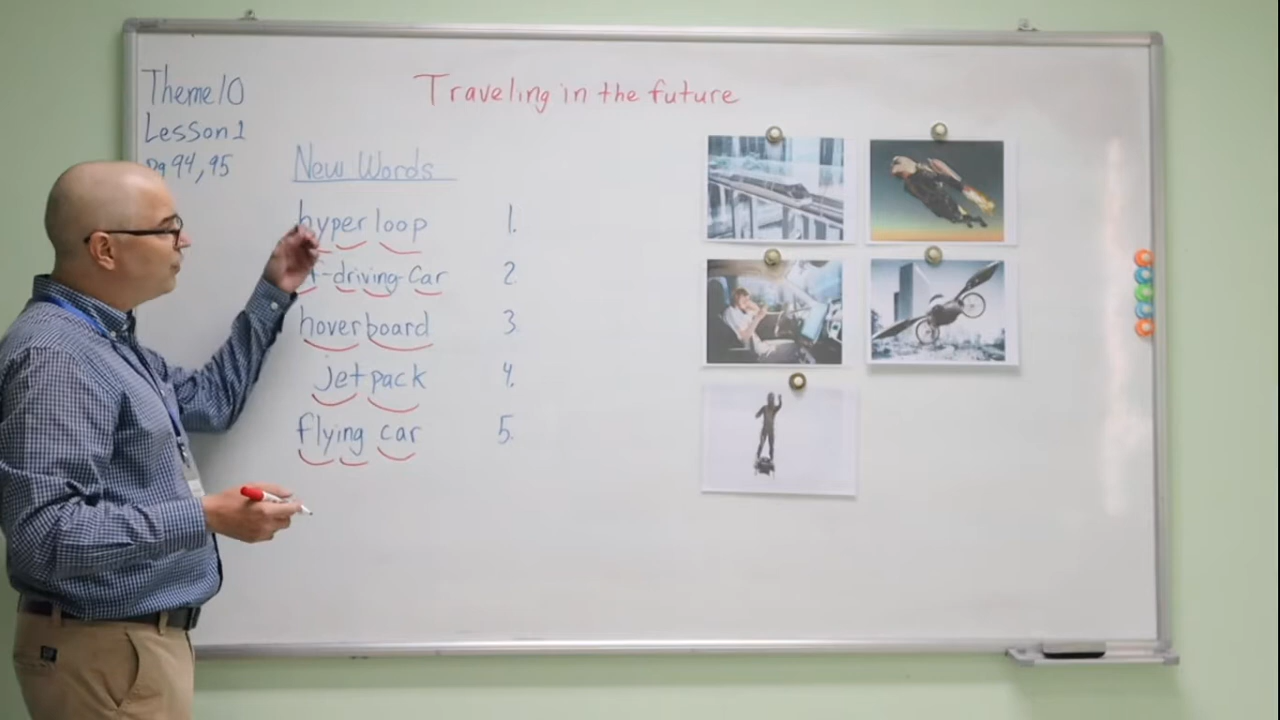 Theme 10
Lesson 1
Pg 94, 95
Traveling in the future
New Words
hyperloop 1.
-driving-car 2.
hoverboard 3.
jetpack 4.
flying car 5.